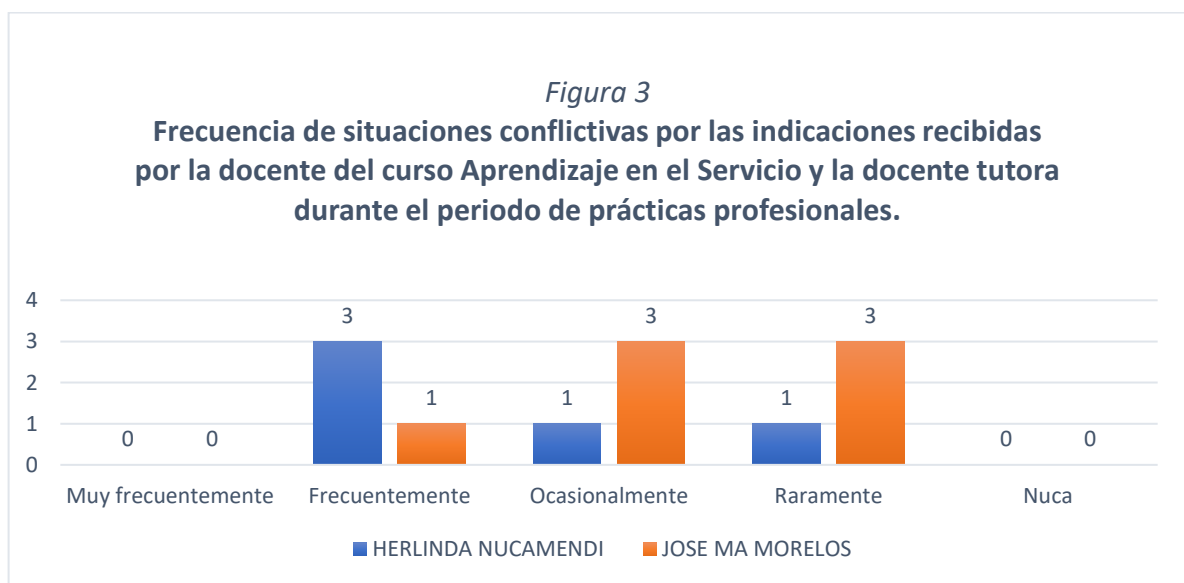 Figura 3
Frecuencia de situaciones conflictivas por las indicaciones recibidas
por la docente del curso Aprendizaje en el Servicio y la docente tutora
durante el periodo de prácticas profesionales.
4
3
2
1
0
0 0 3 1 1 3 1 3 0 0
Muy frecuentemente Frecuentemente Ocasionalmente Raramente Nuca
HERLINDA NUCAMENDI JOSE MA MORELOS